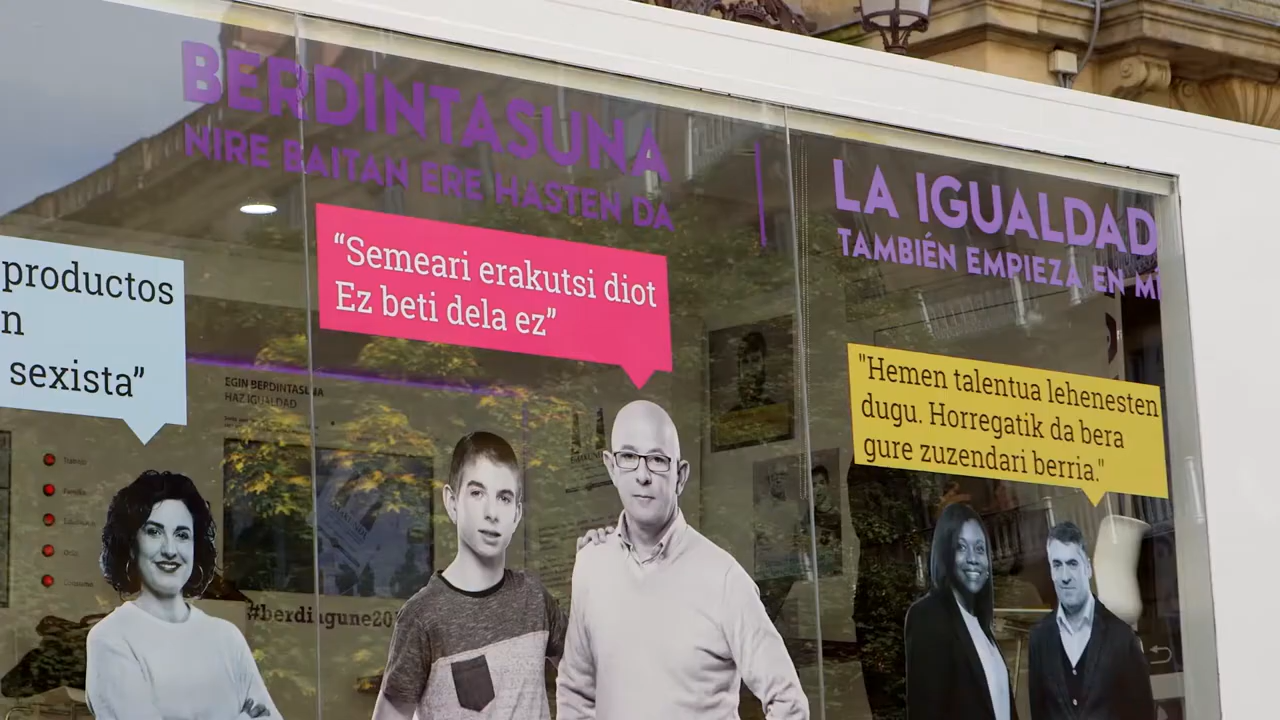 BERDINTASUNA
NIRE BAITAN ERE HASTEN DA
LA IGUALDAD
TAMBIÉN EMPIEZA EN MÍ
productos
n
sexista”
“Semeari erakutsi diot
Ez beti dela ez”
"Hemen talentua lehenesten
dugu. Horregatik da bera
gure zuzendari berria."
EGIN BERDINTASUNA
HAZ IGUALDAD
#berdingune20